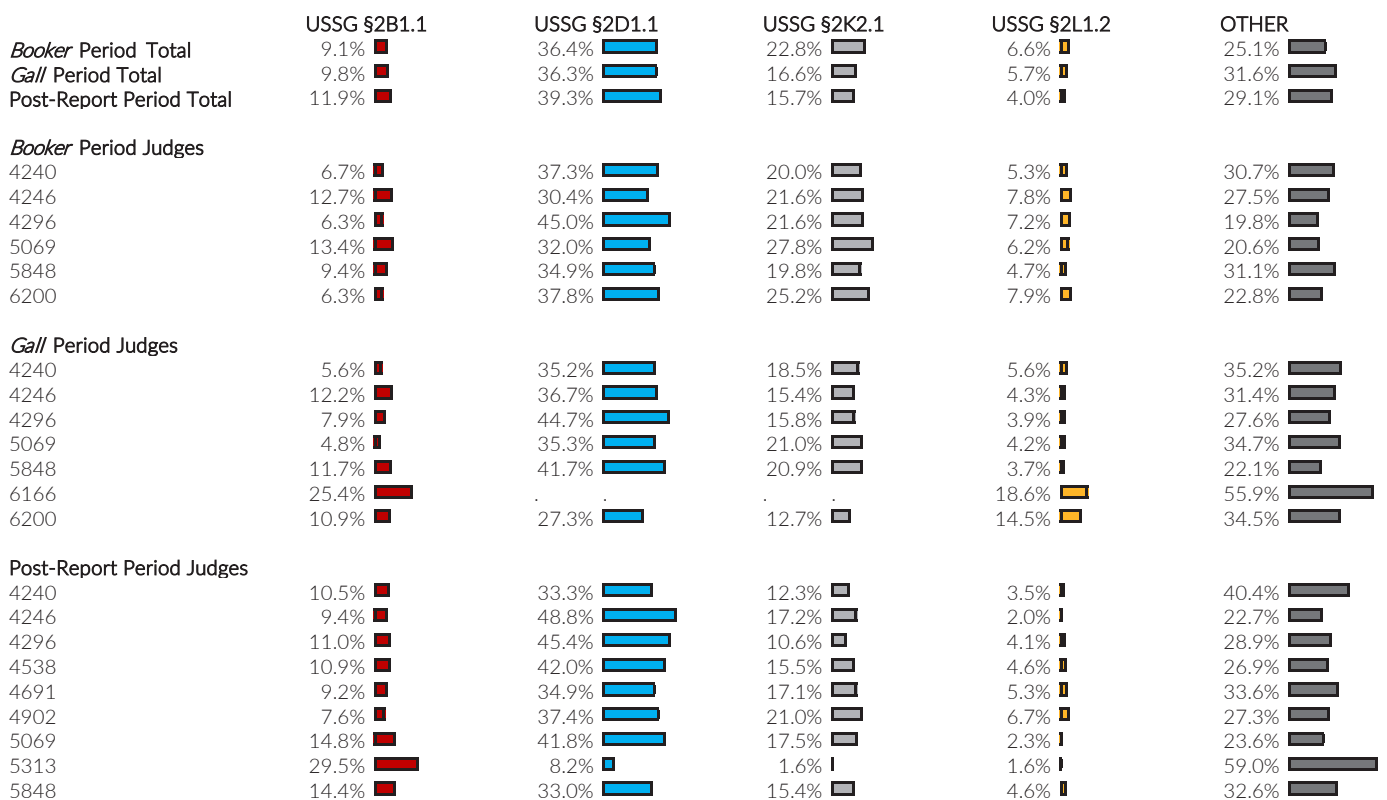 USSG §2B1.1 USSG §2D1.1 USSG §2K2.1 USSG §2L1.2 OTHER
Booker Period Total 9.1% 36.4% 22.8% 6.6% 25.1%
Gall Period Total 9.8% 36.3% 16.6% 5.7% 31.6%
Post-Report Period Total 11.9% 39.3% 15.7% 4.0% 29.1%
Booker Period Judges
4240 6.7% 37.3% 20.0% 5.3% 30.7%
4246 12.7% 30.4% 21.6% 7.8% 27.5%
4296 6.3% 45.0% 21.6% 7.2% 19.8%
5069 13.4% 32.0% 27.8% 6.2% 20.6%
5848 9.4% 34.9% 19.8% 4.7% 31.1%
6200 6.3% 37.8% 25.2% 7.9% 22.8%
Gall Period Judges
4240 5.6% 35.2% 18.5% 5.6% 35.2%
4246 12.2% 36.7% 15.4% 4.3% 31.4%
4296 7.9% 44.7% 15.8% 3.9% 27.6%
5069 4.8% 35.3% 21.0% 4.2% 34.7%
5848 11.7% 41.7% 20.9% 3.7% 22.1%
6166 25.4% . . . . 18.6% 55.9%
6200 10.9% 27.3% 12.7% 14.5% 34.5%
Post-Report Period Judges
4240 10.5% 33.3% 12.3% 3.5% 40.4%
4246 9.4% 48.8% 17.2% 2.0% 22.7%
4296 11.0% 45.4% 10.6% 4.1% 28.9%
4538 10.9% 42.0% 15.5% 4.6% 26.9%
4691 9.2% 34.9% 17.1% 5.3% 33.6%
4902 7.6% 37.4% 21.0% 6.7% 27.3%
5069 14.8% 41.8% 17.5% 2.3% 23.6%
5313 29.5% 8.2% 1.6% 1.6% 59.0%
5848 14.4% 33.0% 15.4% 4.6% 32.6%